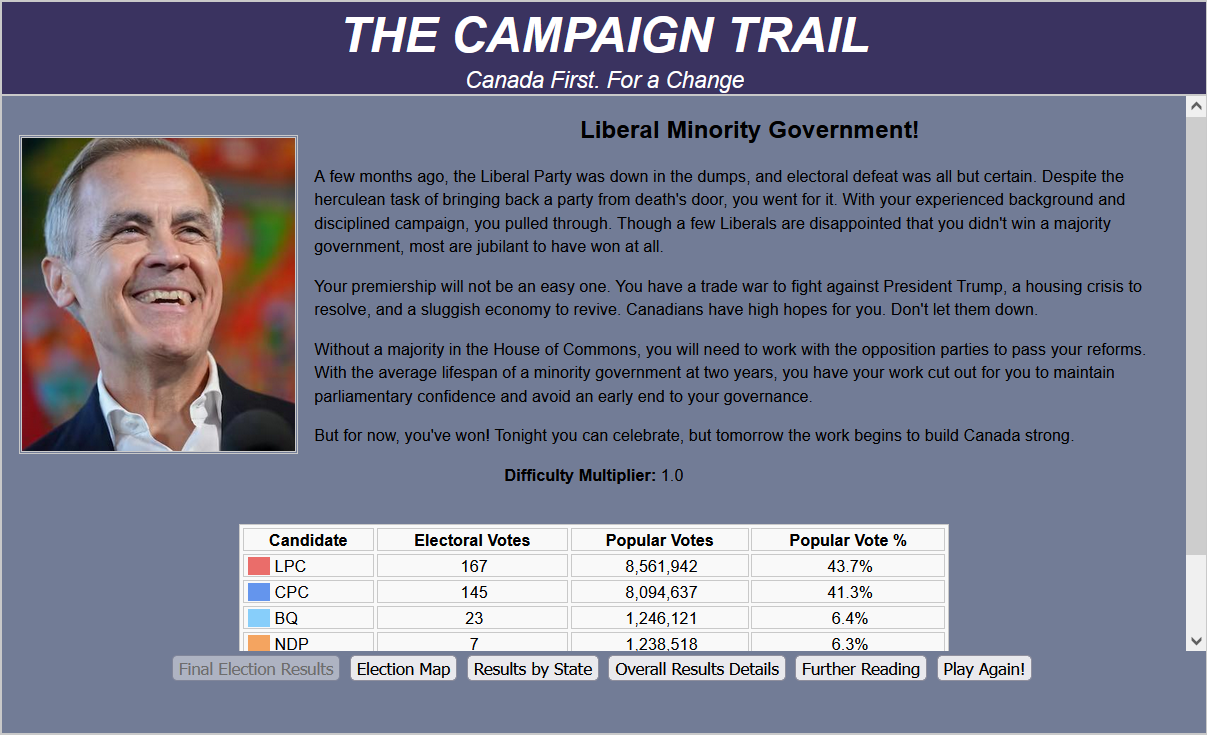 THE CAMPAIGN TRAIL
Canada First. For a Change
Liberal Minority Government!
A few months ago, the Liberal Party was down in the dumps, and electoral defeat was all but certain. Despite the
herculean task of bringing back a party from death's door, you went for it. With your experienced background and
disciplined campaign, you pulled through. Though a few Liberals are disappointed that you didn't win a majority
government, most are jubilant to have won at all.
Your premiership will not be an easy one. You have a trade war to fight against President Trump, a housing crisis to
resolve, and a sluggish economy to revive. Canadians have high hopes for you. Don't let them down.
Without a majority in the House of Commons, you will need to work with the opposition parties to pass your reforms.
With the average lifespan of a minority government at two years, you have your work cut out for you to maintain
parliamentary confidence and avoid an early end to your governance.
But for now, you've won! Tonight you can celebrate, but tomorrow the work begins to build Canada strong.
Difficulty Multiplier: 1.0
Candidate Electoral Votes Popular Votes Popular Vote %
LPC 167 8,561,942 43.7%
CPC 145 8,094,637 41.3%
BQ 23 1,246,121 6.4%
NDP 7 1,238,518 6.3%
Final Election Results Election Map Results by State Overall Results Details Further Reading Play Again!